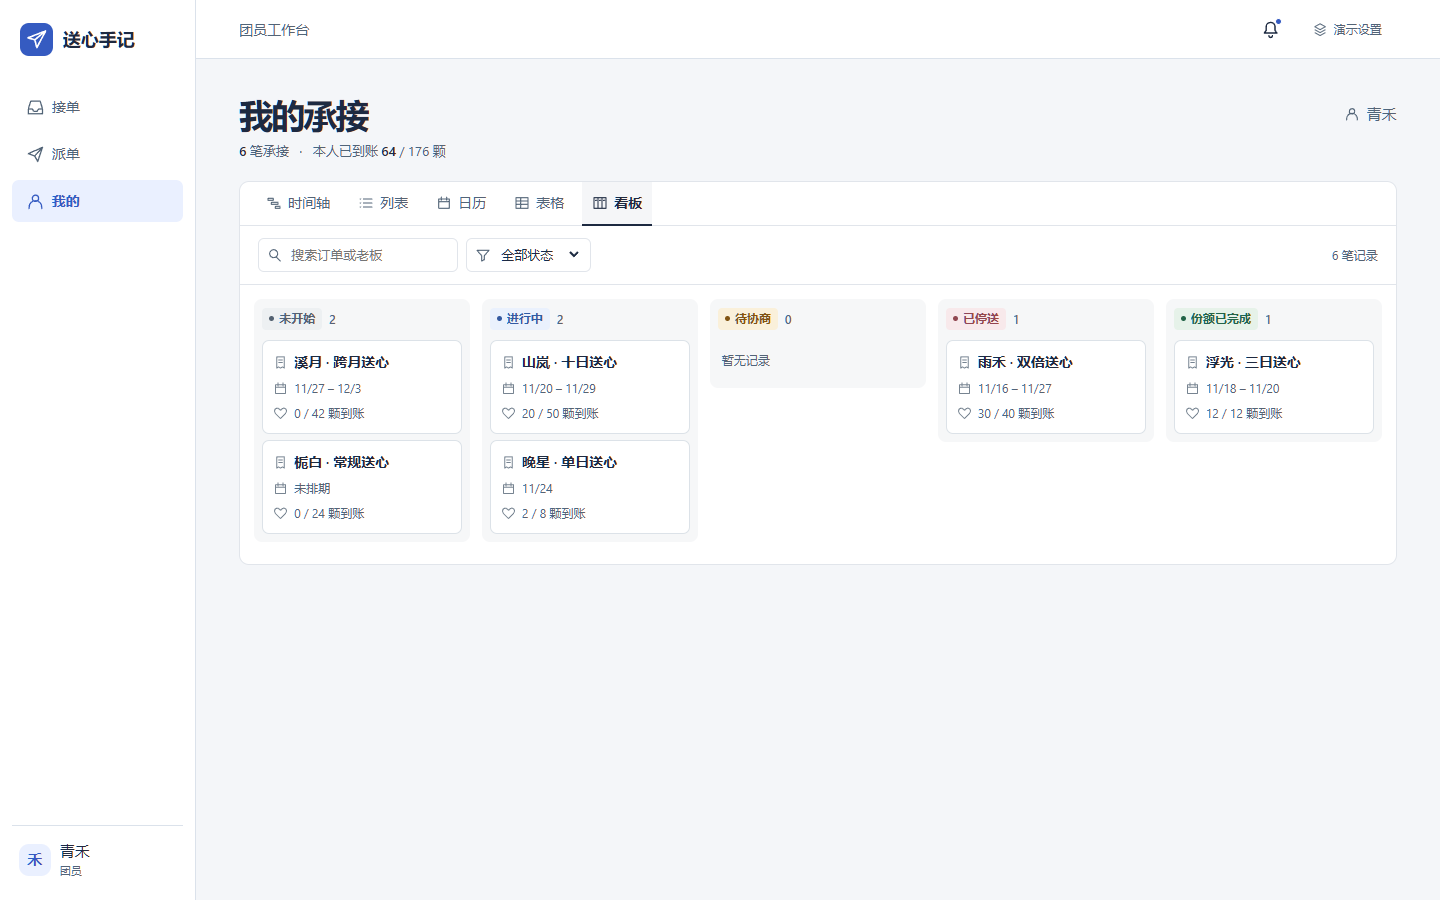 送心手记
团员工作台
演示设置
接单
派单
我的
我的承接
青禾
6 笔承接 · 本人已到账 64 / 176 颗
时间轴 列表 日历 表格 看板
搜索订单或老板 全部状态 6 笔记录
未开始 2
溪月 · 跨月送心
11/27 – 12/3
0 / 42 颗到账
栀白 · 常规送心
未排期
0 / 24 颗到账
进行中 2
山岚 · 十日送心
11/20 – 11/29
20 / 50 颗到账
晚星 · 单日送心
11/24
2 / 8 颗到账
待协商 0
暂无记录
已停送 1
雨禾 · 双倍送心
11/16 – 11/27
30 / 40 颗到账
份额已完成 1
浮光 · 三日送心
11/18 – 11/20
12 / 12 颗到账
禾
青禾
团员